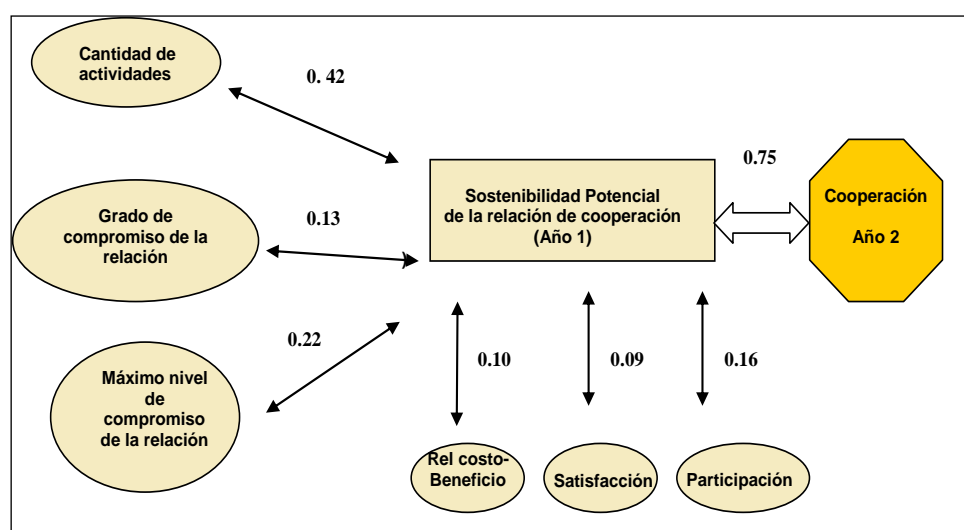 Cantidad de
actividades
0. 42
Grado de
compromiso de la
relación
0.13
Máximo nivel
de
compromiso
de la relación
0.22
Sostenibilidad Potencial
de la relación de cooperación
(Año 1)
0.75
Cooperación
Año 2
0.10
0.09
0.16
Rel costo-
Beneficio
Satisfacción
Participación